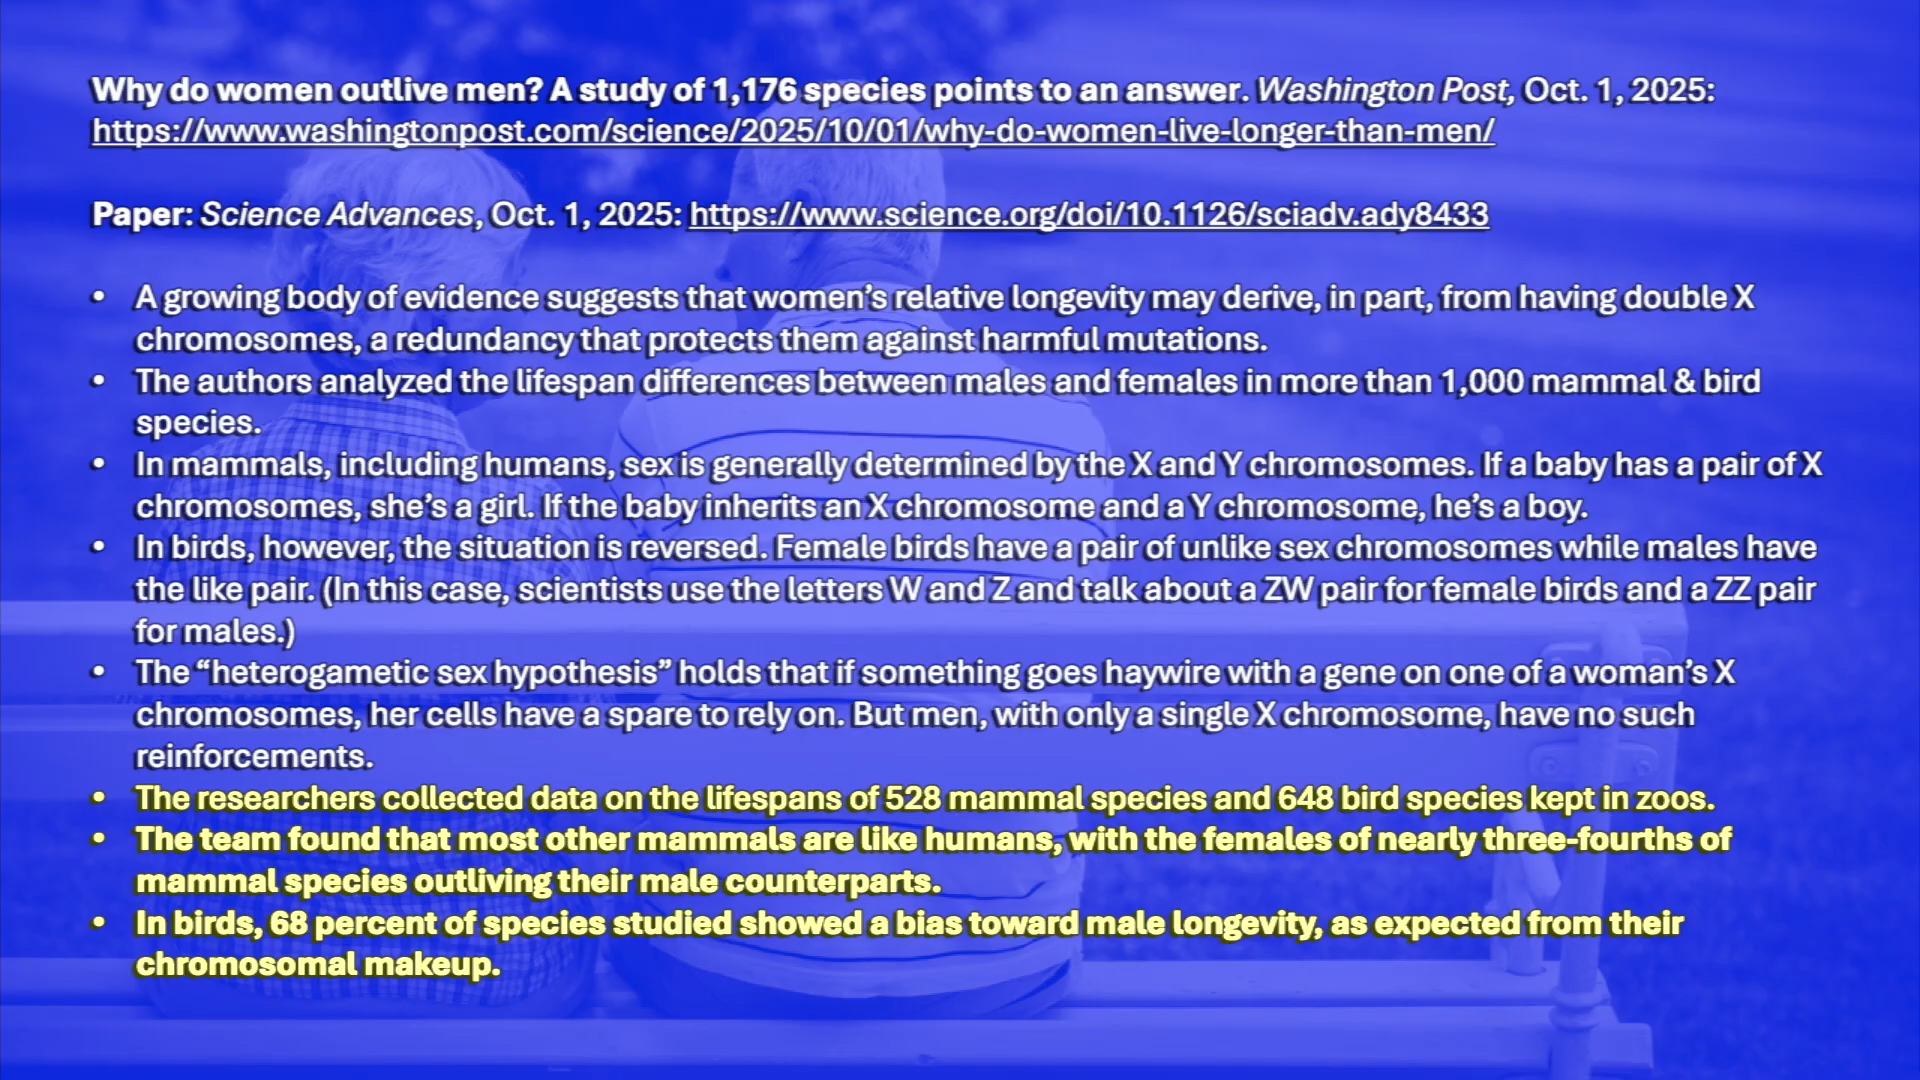 Why do women outlive men? A study of 1,176 species points to an answer. Washington Post, Oct. 1, 2025:
https://www.washingtonpost.com/science/2025/10/01/why-do-women-live-longer-than-men/
Paper: Science Advances, Oct. 1, 2025: https://www.science.org/doi/10.1126/sciadv.ady8433
• A growing body of evidence suggests that women’s relative longevity may derive, in part, from having double X
chromosomes, a redundancy that protects them against harmful mutations.
• The authors analyzed the lifespan differences between males and females in more than 1,000 mammal & bird
species.
• In mammals, including humans, sex is generally determined by the X and Y chromosomes. If a baby has a pair of X
chromosomes, she’s a girl. If the baby inherits an X chromosome and a Y chromosome, he’s a boy.
• In birds, however, the situation is reversed. Female birds have a pair of unlike sex chromosomes while males have
the like pair. (In this case, scientists use the letters W and Z and talk about a ZW pair for female birds and a ZZ pair
for males.)
• The “heterogametic sex hypothesis” holds that if something goes haywire with a gene on one of a woman’s X
chromosomes, her cells have a spare to rely on. But men, with only a single X chromosome, have no such
reinforcements.
• The researchers collected data on the lifespans of 528 mammal species and 648 bird species kept in zoos.
• The team found that most other mammals are like humans, with the females of nearly three-fourths of
mammal species outliving their male counterparts.
• In birds, 68 percent of species studied showed a bias toward male longevity, as expected from their
chromosomal makeup.